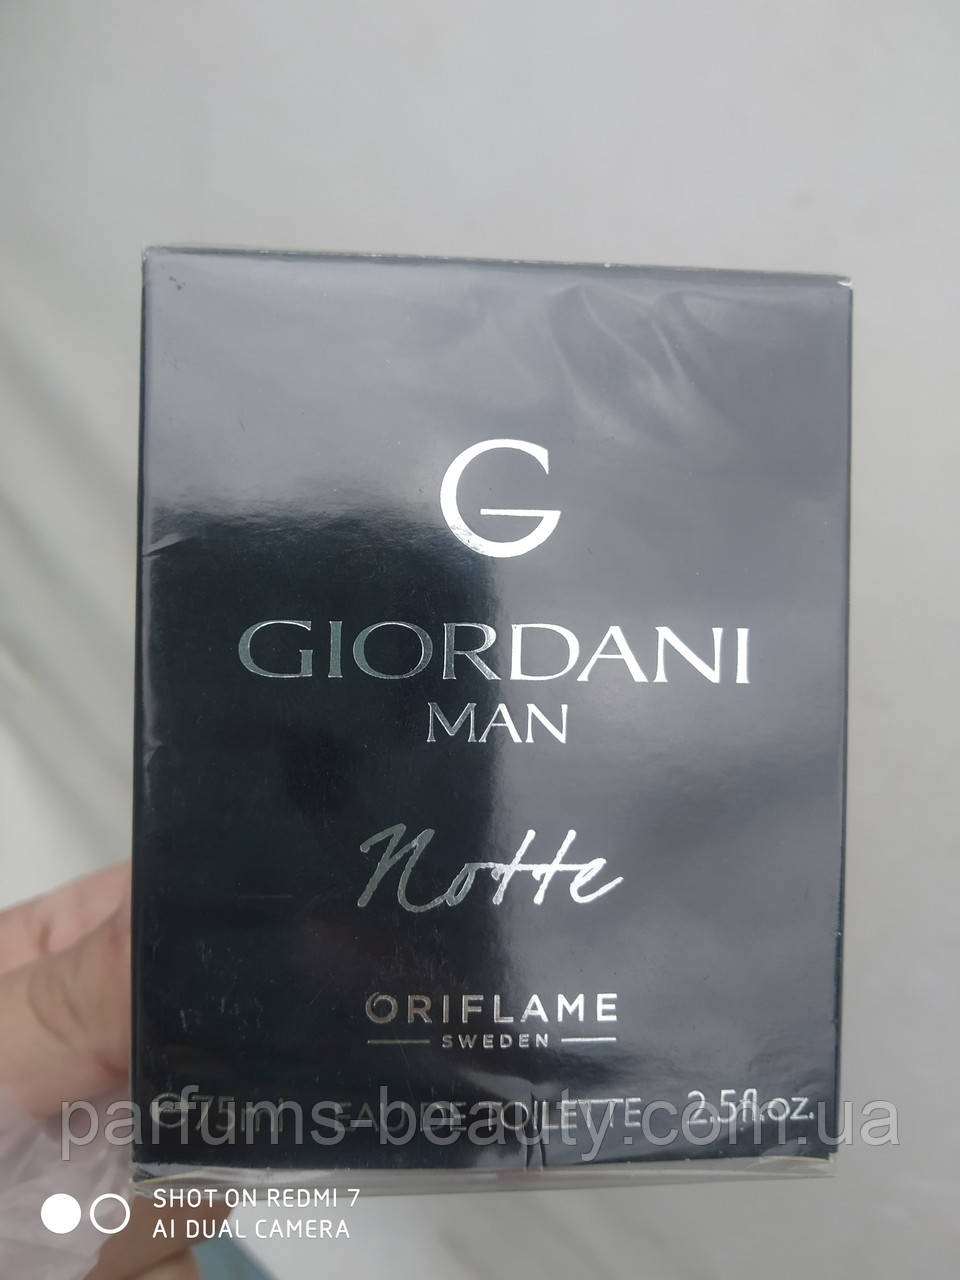 G
GIORDANI
MAN
Notte
ORIFLAME
SWEDEN
℮75ml EAU DE TOILETTE 2.5fl.oz.
parfums-beauty.com.ua
SHOT ON REDMI 7
AI DUAL CAMERA